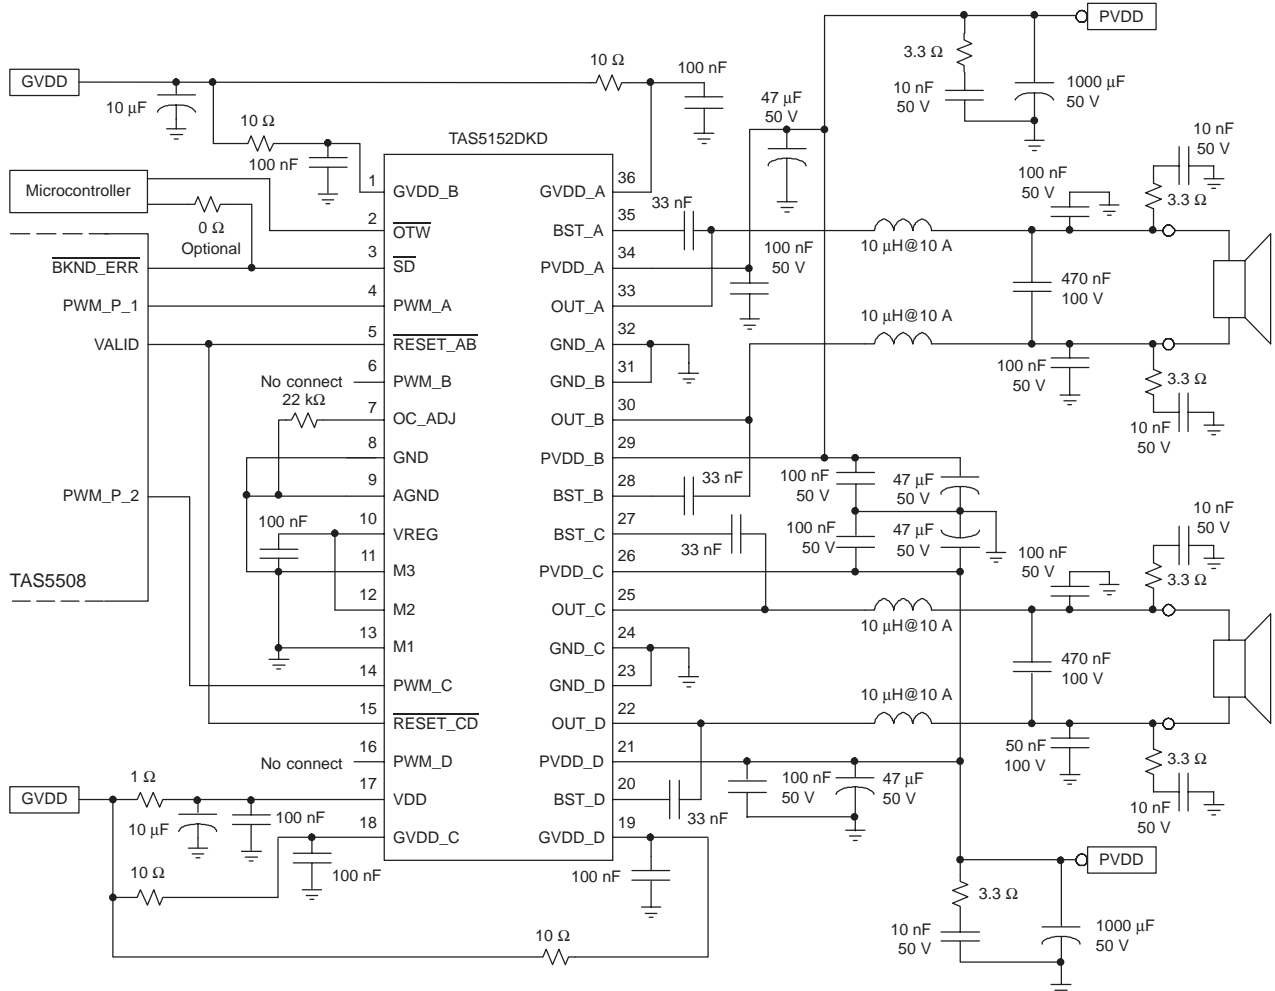 PVDD
3.3 Ω
10 nF
50 V
1000 µF
50 V
GVDD
10 µF
10 Ω
100 nF
47 µF
50 V
10 Ω
100 nF
TAS5152DKD
10 nF
50 V
100 nF
50 V
3.3 Ω
Microcontroller
0 Ω
Optional
1
GVDD_B
GVDD_A
36
2
OTW
BST_A
35
33 nF
10 µH@10 A
BKND_ERR
3
SD
PVDD_A
34
100 nF
50 V
PWM_P_1
4
PWM_A
OUT_A
33
470 nF
100 V
10 µH@10 A
VALID
5
RESET_AB
GND_A
32
100 nF
50 V
3.3 Ω
10 nF
50 V
No connect
6
PWM_B
GND_B
31
22 kΩ
7
OC_ADJ
OUT_B
30
8
GND
PVDD_B
29
100 nF
50 V
47 µF
50 V
PWM_P_2
9
AGND
BST_B
28
33 nF
100 nF
10
VREG
BST_C
27
33 nF
100 nF
50 V
47 µF
50 V
10 nF
50 V
100 nF
50 V
3.3 Ω
TAS5508
11
M3
PVDD_C
26
12
M2
OUT_C
25
10 µH@10 A
13
M1
GND_C
24
470 nF
100 V
14
PWM_C
GND_D
23
10 µH@10 A
15
RESET_CD
OUT_D
22
50 nF
100 V
3.3 Ω
10 nF
50 V
No connect
16
PWM_D
PVDD_D
21
100 nF
50 V
47 µF
50 V
GVDD
1 Ω
10 µF
100 nF
17
VDD
BST_D
20
33 nF
18
GVDD_C
GVDD_D
19
10 Ω
100 nF
100 nF
PVDD
3.3 Ω
10 nF
50 V
1000 µF
50 V
10 Ω